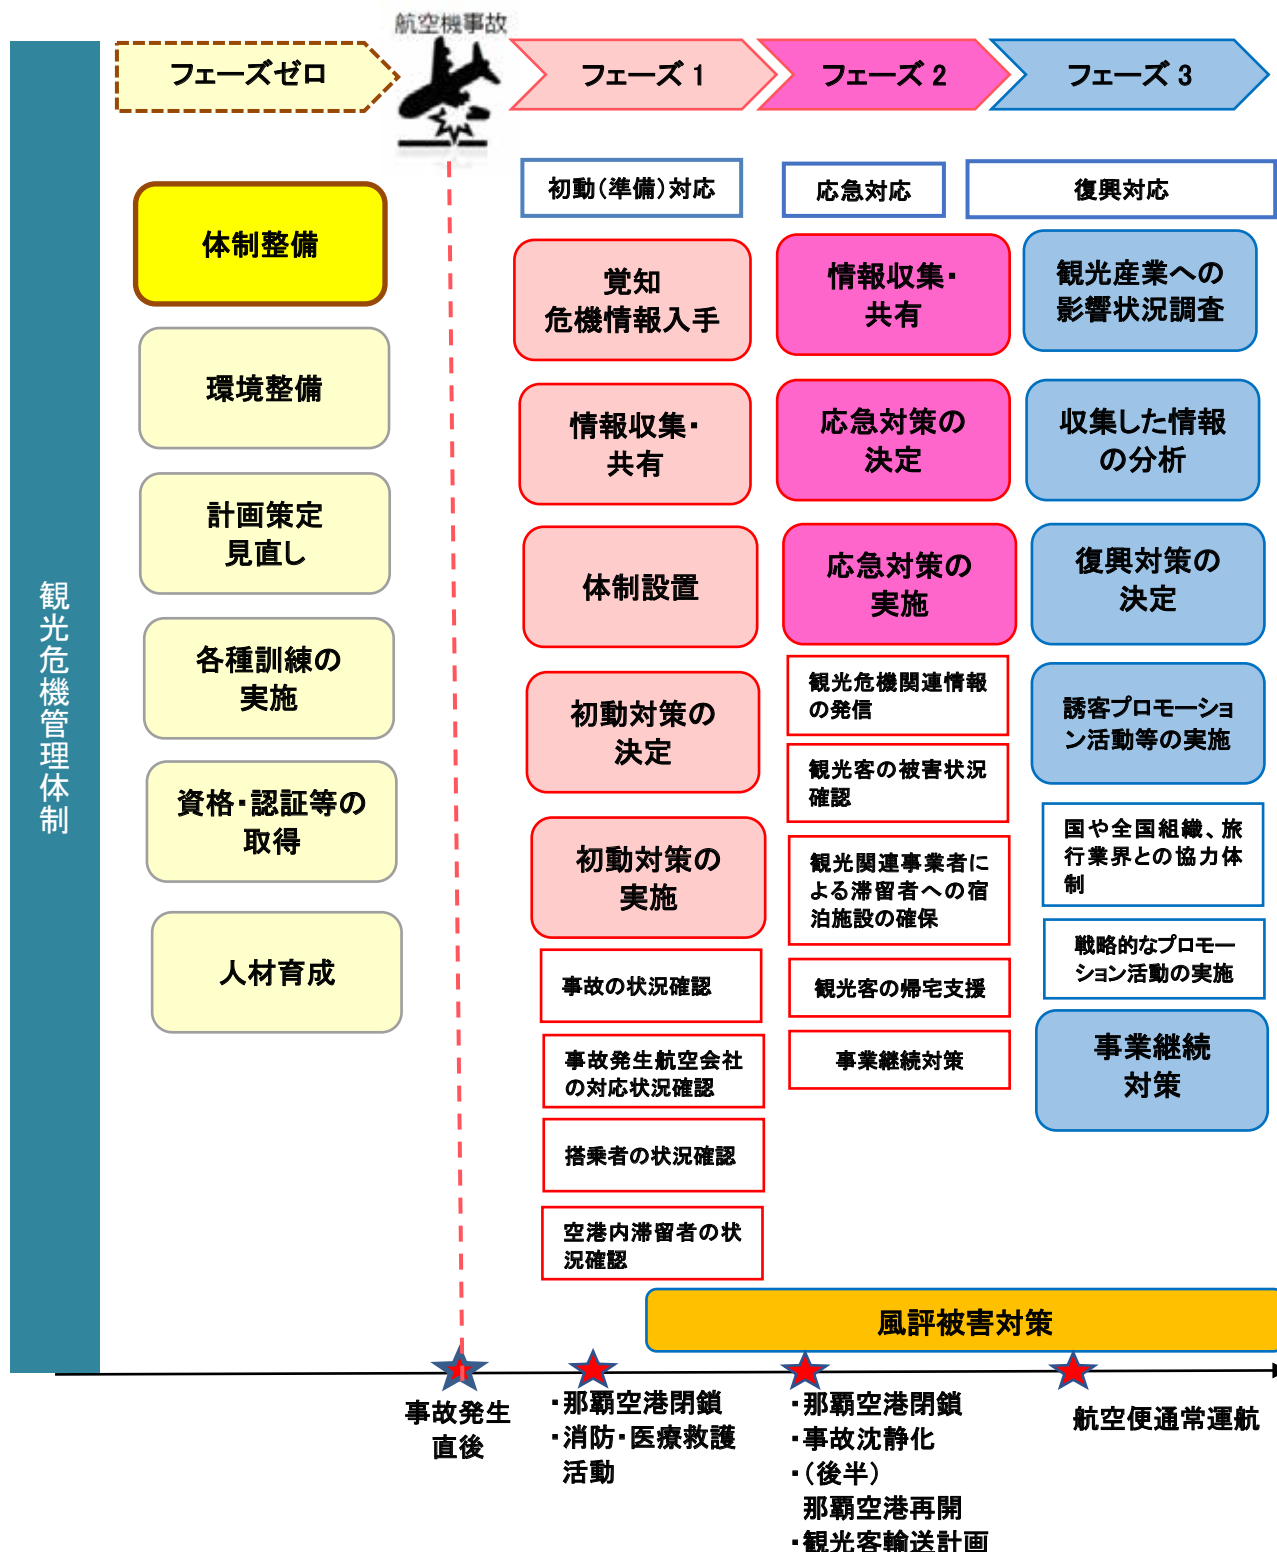 航空機事故
フェーズゼロ
フェーズ 1
フェーズ 2
フェーズ 3
観光危機管理体制
体制整備
環境整備
計画策定
見直し
各種訓練の
実施
資格・認証等の
取得
人材育成
初動（準備）対応
覚知
危機情報入手
情報収集・
共有
体制設置
初動対策の
決定
初動対策の
実施
事故の状況確認
事故発生航空会社
の対応状況確認
搭乗者の状況確認
空港内滞留者の状
況確認
応急対応
情報収集・
共有
応急対策の
決定
応急対策の
実施
観光危機関連情報
の発信
観光客の被害状況
確認
観光関連事業者に
よる滞留者への宿
泊施設の確保
観光客の帰宅支援
事業継続対策
復興対応
観光産業への
影響状況調査
収集した情報
の分析
復興対策の
決定
誘客プロモーショ
ン活動等の実施
国や全国組織、旅
行業界との協力体
制
戦略的なプロモー
ション活動の実施
事業継続
対策
風評被害対策
事故発生
直後
・那覇空港閉鎖
・消防・医療救護
活動
・那覇空港閉鎖
・事故沈静化
・（後半）
那覇空港再開
・観光客輸送計画
航空便通常運航